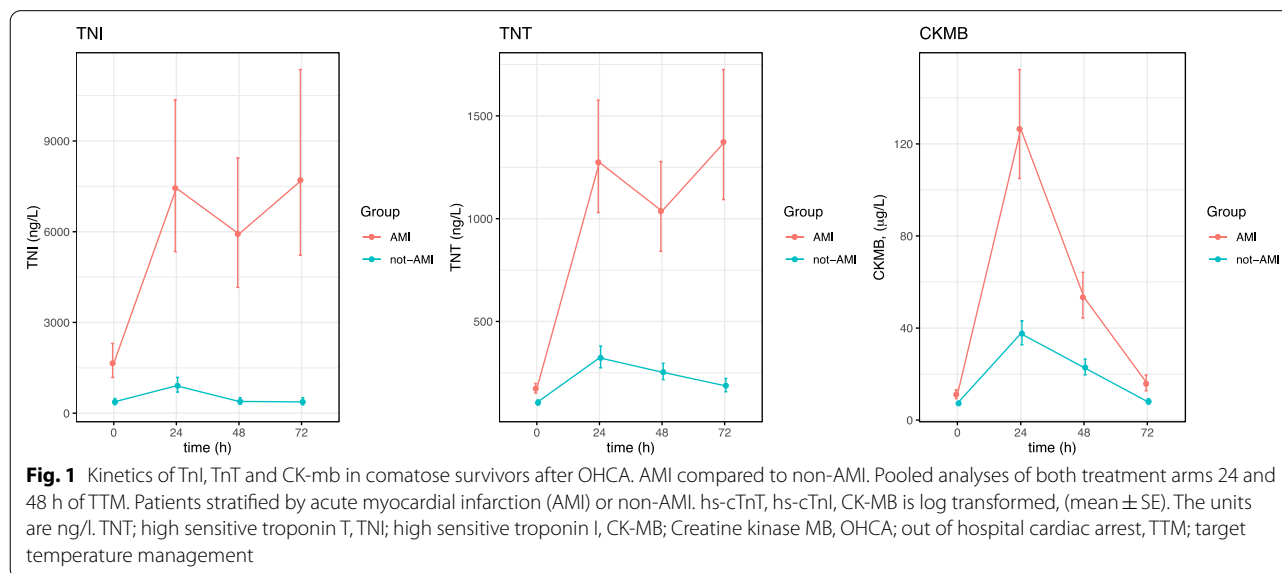 TNI
9000
6000
3000
0
TNI (ng/L)
0 24 48 72
time (h)
Group
AMI
not-AMI
TNT
1500
1000
500
TNT (ng/L)
0 24 48 72
time (h)
Group
AMI
not-AMI
CKMB
120
80
40
0
CKMB, (µg/L)
0 24 48 72
time (h)
Group
AMI
not-AMI
Fig. 1 Kinetics of TnI, TnT and CK-mb in comatose survivors after OHCA. AMI compared to non-AMI. Pooled analyses of both treatment arms 24 and
48 h of TTM. Patients stratified by acute myocardial infarction (AMI) or non-AMI. hs-cTnT, hs-cTnI, CK-MB is log transformed, (mean ± SE). The units
are ng/l. TNT; high sensitive troponin T, TNI; high sensitive troponin I, CK-MB; Creatine kinase MB, OHCA; out of hospital cardiac arrest, TTM; target
temperature management